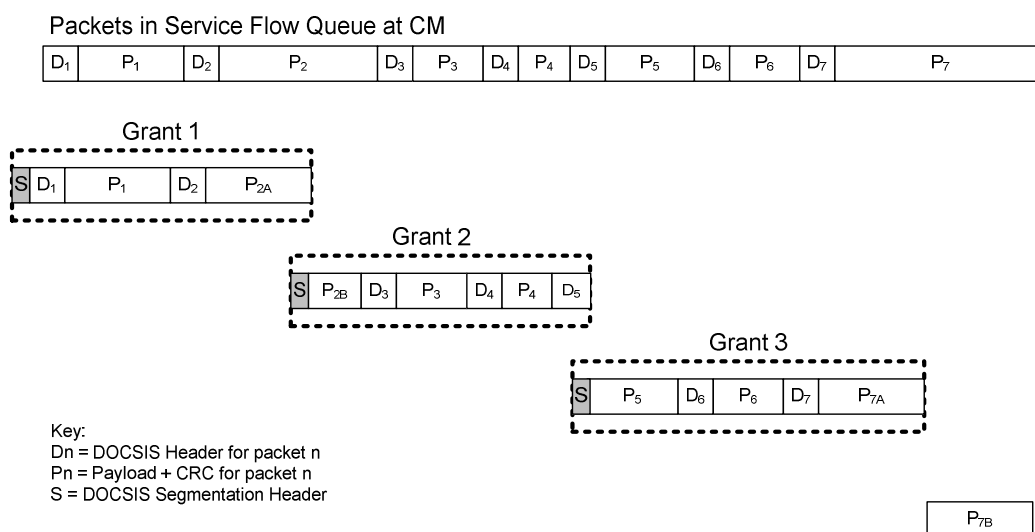 Packets in Service Flow Queue at CM
D₁ P₁ D₂ P₂ D₃ P₃ D₄ P₄ D₅ P₅ D₆ P₆ D₇ P₇
Grant 1
S D₁ P₁ D₂ P₂A
Grant 2
S P₂B D₃ P₃ D₄ P₄ D₅
Grant 3
S P₅ D₆ P₆ D₇ P₇A
Key:
Dn = DOCSIS Header for packet n
Pn = Payload + CRC for packet n
S = DOCSIS Segmentation Header
P₇B